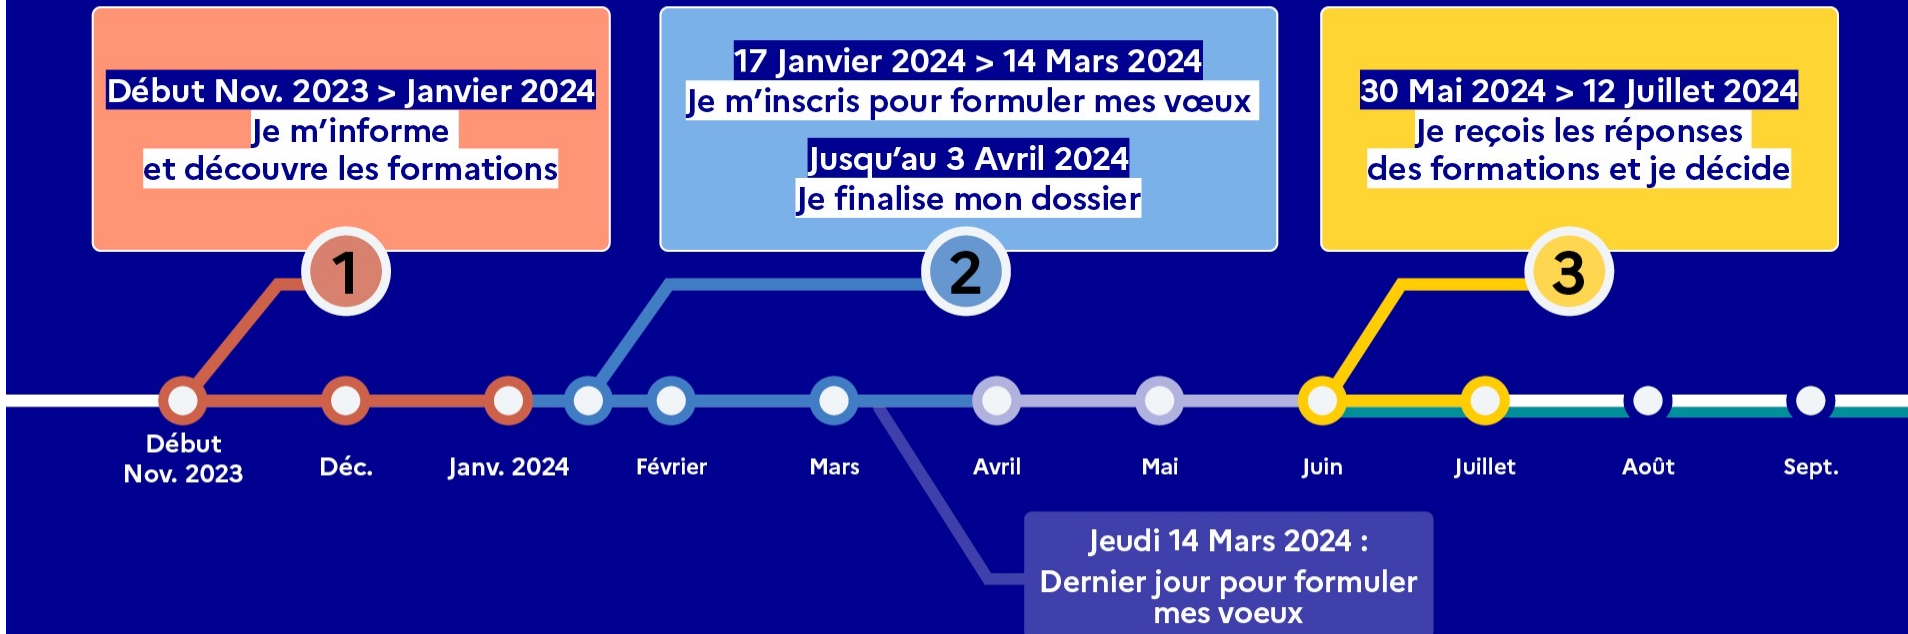 Début Nov. 2023 > Janvier 2024
Je m’informe
et découvre les formations
1
17 Janvier 2024 > 14 Mars 2024
Je m’inscris pour formuler mes vœux
Jusqu’au 3 Avril 2024
Je finalise mon dossier
2
30 Mai 2024 > 12 Juillet 2024
Je reçois les réponses
des formations et je décide
3
Début
Nov. 2023
Déc.
Janv. 2024
Février
Mars
Avril
Mai
Juin
Juillet
Août
Sept.
Jeudi 14 Mars 2024 :
Dernier jour pour formuler
mes voeux